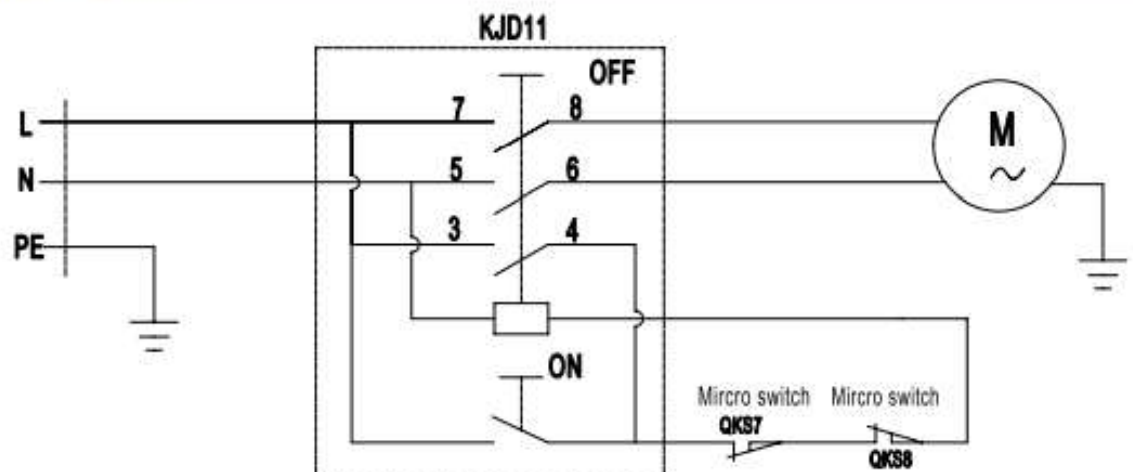 KJD11
OFF
L 7 8 M
N 5 6
PE 3 4
ON
Mircro switch Mircro switch
QKS7
QKS8